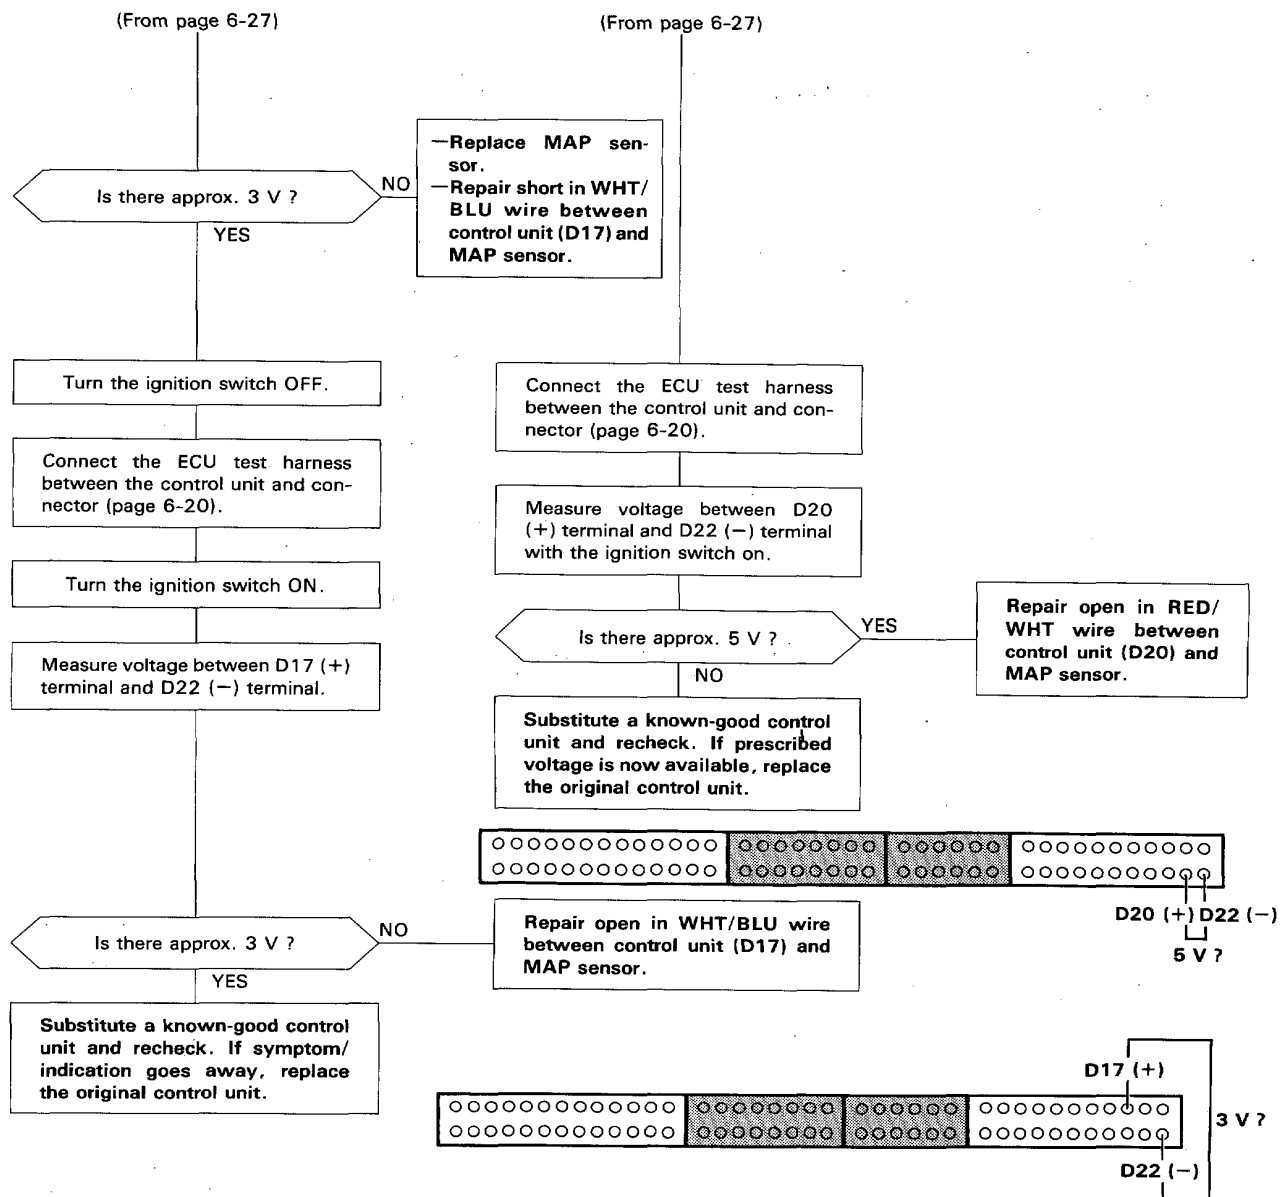 (From page 6-27)
(From page 6-27)
Is there approx. 3 V ?
NO
YES
—Replace MAP sen-
sor.
—Repair short in WHT/
BLU wire between
control unit (D17) and
MAP sensor.
Turn the ignition switch OFF.
Connect the ECU test harness
between the control unit and con-
nector (page 6-20).
Turn the ignition switch ON.
Measure voltage between D17 (+)
terminal and D22 (−) terminal.
Connect the ECU test harness
between the control unit and con-
nector (page 6-20).
Measure voltage between D20
(+) terminal and D22 (−) terminal
with the ignition switch on.
Is there approx. 5 V ?
YES
NO
Repair open in RED/
WHT wire between
control unit (D20) and
MAP sensor.
Substitute a known-good control
unit and recheck. If prescribed
voltage is now available, replace
the original control unit.
D20 (+) D22 (−)
5 V ?
Is there approx. 3 V ?
NO
YES
Repair open in WHT/BLU wire
between control unit (D17) and
MAP sensor.
Substitute a known-good control
unit and recheck. If symptom/
indication goes away, replace
the original control unit.
D17 (+)
3 V ?
D22 (−)